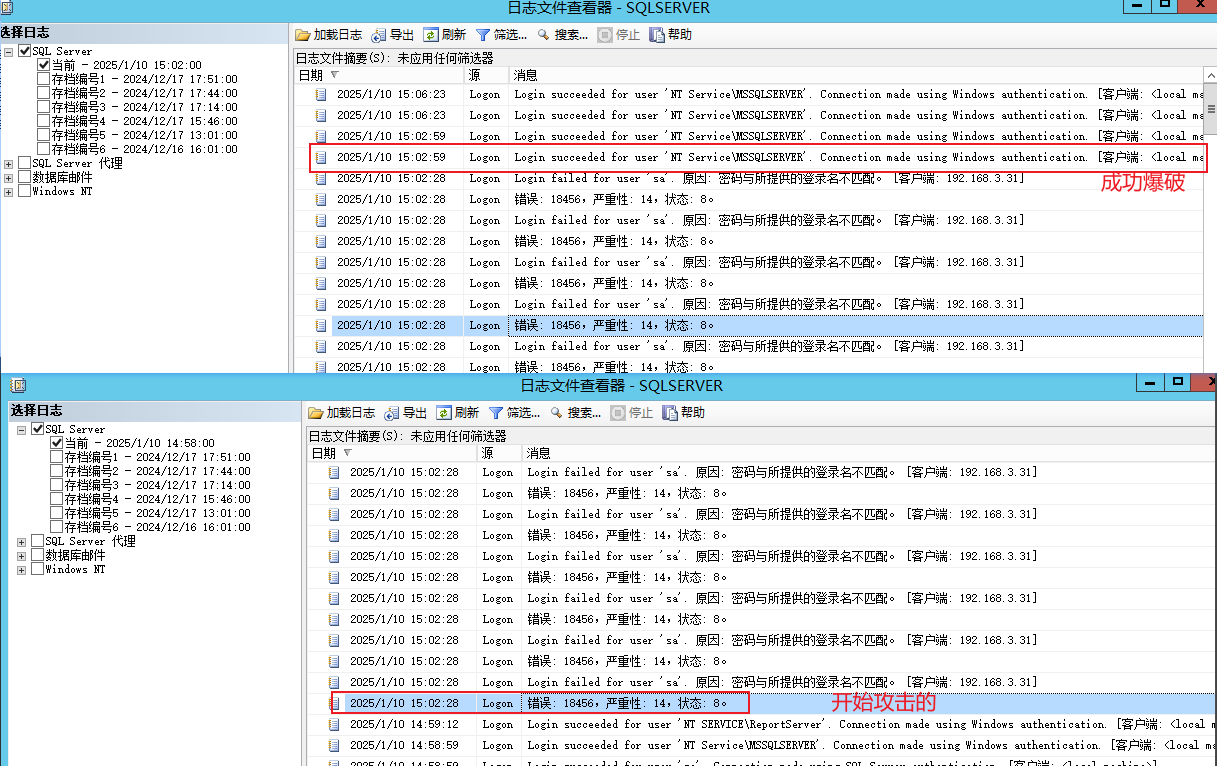 日志文件查看器 - SQLSERVER
选择日志
加载日志 导出 刷新 筛选... 搜索... 停止 帮助
SQL Server
当前 - 2025/1/10 15:02:00
存档编号1 - 2024/12/17 17:51:00
存档编号2 - 2024/12/17 17:44:00
存档编号3 - 2024/12/17 17:14:00
存档编号4 - 2024/12/17 15:46:00
存档编号5 - 2024/12/17 13:01:00
存档编号6 - 2024/12/16 16:01:00
SQL Server 代理
数据库邮件
Windows NT
日志文件摘要(S): 未应用任何筛选器
日期 源 消息
2025/1/10 15:06:23 Logon Login succeeded for user 'NT Service\MSSQLSERVER'. Connection made using Windows authentication. [客户端: <local ma
2025/1/10 15:06:23 Logon Login succeeded for user 'NT Service\MSSQLSERVER'. Connection made using Windows authentication. [客户端: <local ma
2025/1/10 15:02:59 Logon Login succeeded for user 'NT Service\MSSQLSERVER'. Connection made using Windows authentication. [客户端: <local ma
2025/1/10 15:02:59 Logon Login succeeded for user 'NT Service\MSSQLSERVER'. Connection made using Windows authentication. [客户端: <local ma
2025/1/10 15:02:28 Logon Login failed for user 'sa'. 原因: 密码与所提供的登录名不匹配。 [客户端: 192.168.3.31]
成功爆破
2025/1/10 15:02:28 Logon 错误: 18456，严重性: 14，状态: 8。
2025/1/10 15:02:28 Logon Login failed for user 'sa'. 原因: 密码与所提供的登录名不匹配。 [客户端: 192.168.3.31]
2025/1/10 15:02:28 Logon 错误: 18456，严重性: 14，状态: 8。
2025/1/10 15:02:28 Logon Login failed for user 'sa'. 原因: 密码与所提供的登录名不匹配。 [客户端: 192.168.3.31]
2025/1/10 15:02:28 Logon 错误: 18456，严重性: 14，状态: 8。
2025/1/10 15:02:28 Logon Login failed for user 'sa'. 原因: 密码与所提供的登录名不匹配。 [客户端: 192.168.3.31]
2025/1/10 15:02:28 Logon 错误: 18456，严重性: 14，状态: 8。
2025/1/10 15:02:28 Logon Login failed for user 'sa'. 原因: 密码与所提供的登录名不匹配。 [客户端: 192.168.3.31]
2025/1/10 15:02:28 Logon 错误: 18456，严重性: 14，状态: 8。
日志文件查看器 - SQLSERVER
选择日志
加载日志 导出 刷新 筛选... 搜索... 停止 帮助
SQL Server
当前 - 2025/1/10 14:58:00
存档编号1 - 2024/12/17 17:51:00
存档编号2 - 2024/12/17 17:44:00
存档编号3 - 2024/12/17 17:14:00
存档编号4 - 2024/12/17 15:46:00
存档编号5 - 2024/12/17 13:01:00
存档编号6 - 2024/12/16 16:01:00
SQL Server 代理
数据库邮件
Windows NT
日志文件摘要(S): 未应用任何筛选器
日期 源 消息
2025/1/10 15:02:28 Logon Login failed for user 'sa'. 原因: 密码与所提供的登录名不匹配。 [客户端: 192.168.3.31]
2025/1/10 15:02:28 Logon 错误: 18456，严重性: 14，状态: 8。
2025/1/10 15:02:28 Logon Login failed for user 'sa'. 原因: 密码与所提供的登录名不匹配。 [客户端: 192.168.3.31]
2025/1/10 15:02:28 Logon 错误: 18456，严重性: 14，状态: 8。
2025/1/10 15:02:28 Logon Login failed for user 'sa'. 原因: 密码与所提供的登录名不匹配。 [客户端: 192.168.3.31]
2025/1/10 15:02:28 Logon 错误: 18456，严重性: 14，状态: 8。
2025/1/10 15:02:28 Logon Login failed for user 'sa'. 原因: 密码与所提供的登录名不匹配。 [客户端: 192.168.3.31]
2025/1/10 15:02:28 Logon 错误: 18456，严重性: 14，状态: 8。
2025/1/10 15:02:28 Logon Login failed for user 'sa'. 原因: 密码与所提供的登录名不匹配。 [客户端: 192.168.3.31]
2025/1/10 15:02:28 Logon 错误: 18456，严重性: 14，状态: 8。
2025/1/10 15:02:28 Logon Login failed for user 'sa'. 原因: 密码与所提供的登录名不匹配。 [客户端: 192.168.3.31]
2025/1/10 15:02:28 Logon 错误: 18456，严重性: 14，状态: 8。 开始攻击的
2025/1/10 14:59:12 Logon Login succeeded for user 'NT SERVICE\ReportServer'. Connection made using Windows authentication. [客户端: <local m
2025/1/10 14:58:59 Logon Login succeeded for user 'NT Service\MSSQLSERVER'. Connection made using Windows authentication. [客户端: <local m